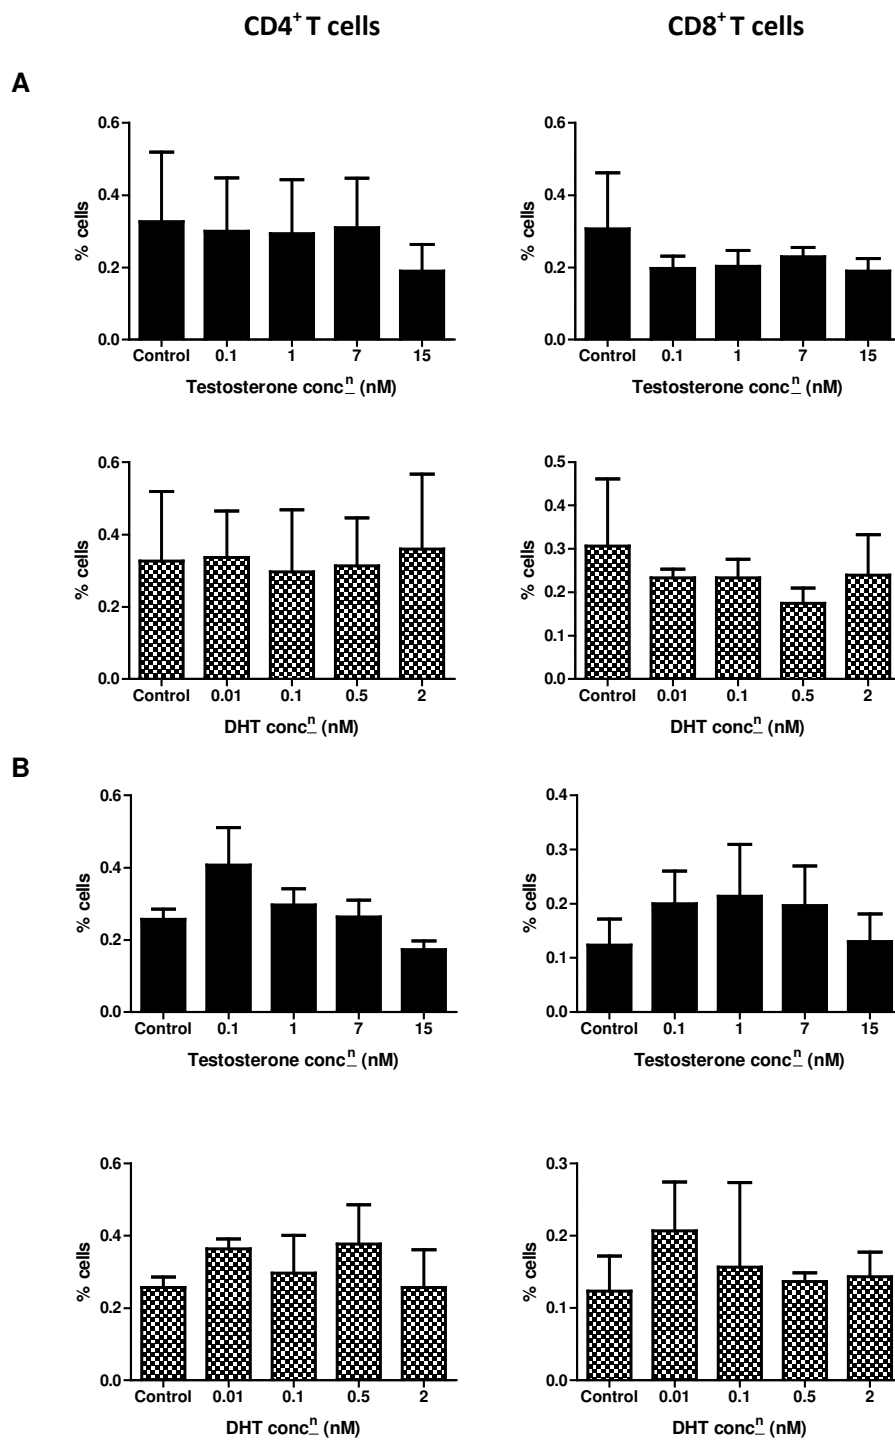 CD4+ T cells
CD8+ T cells
A
% cells
0.6
0.4
0.2
0.0
Control 0.1 1 7 15
Testosterone concn (nM)
% cells
0.6
0.4
0.2
0.0
Control 0.1 1 7 15
Testosterone concn (nM)
% cells
0.6
0.4
0.2
0.0
Control 0.01 0.1 0.5 2
DHT concn (nM)
% cells
0.5
0.4
0.3
0.2
0.1
0.0
Control 0.01 0.1 0.5 2
DHT concn (nM)
B
% cells
0.6
0.4
0.2
0.0
Control 0.1 1 7 15
Testosterone concn (nM)
% cells
0.4
0.3
0.2
0.1
0.0
Control 0.1 1 7 15
Testosterone concn (nM)
% cells
0.6
0.4
0.2
0.0
Control 0.01 0.1 0.5 2
DHT concn (nM)
% cells
0.3
0.2
0.1
0.0
Control 0.01 0.1 0.5 2
DHT concn (nM)